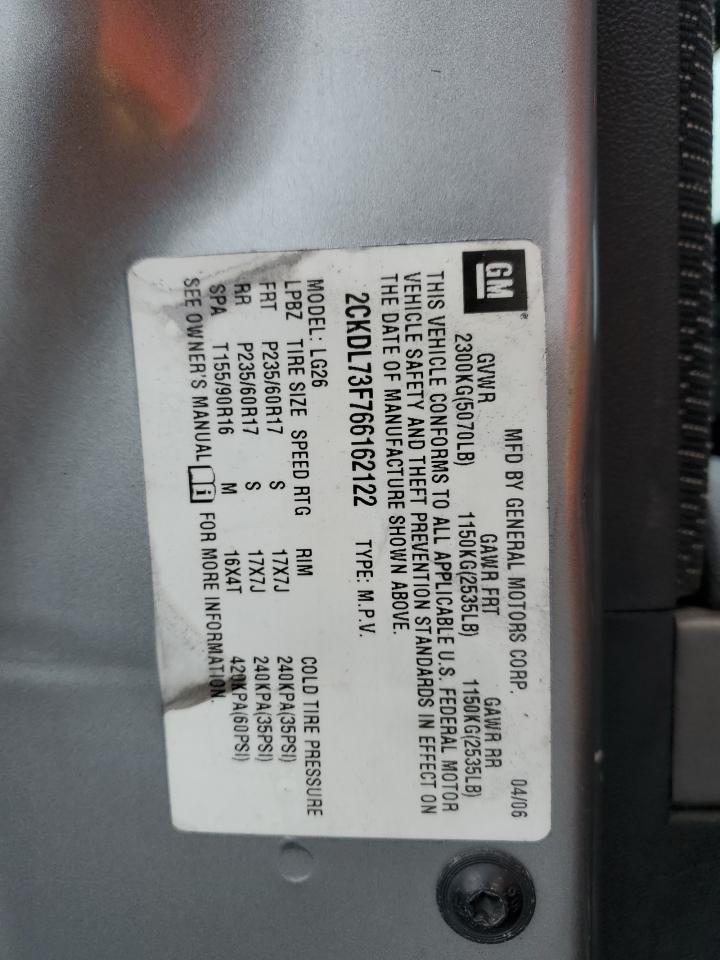 GM
MFD BY GENERAL MOTORS CORP. 04/06
GVWR GAWR FRT GAWR RR
2300KG(5070LB) 1150KG(2535LB) 1150KG(2535LB)
THIS VEHICLE CONFORMS TO ALL APPLICABLE U.S. FEDERAL MOTOR
VEHICLE SAFETY AND THEFT PREVENTION STANDARDS IN EFFECT ON
THE DATE OF MANUFACTURE SHOWN ABOVE.
2CKDL73F766162122 TYPE: M.P.V.
MODEL: LG26
LPBZ TIRE SIZE SPEED RTG RIM COLD TIRE PRESSURE
FRT P235/60R17 S 17X7J 240KPA(35PSI)
RR P235/60R17 S 17X7J 240KPA(35PSI)
SPA T155/90R16 M 16X4T 420KPA(60PSI)
SEE OWNER'S MANUAL i FOR MORE INFORMATION.